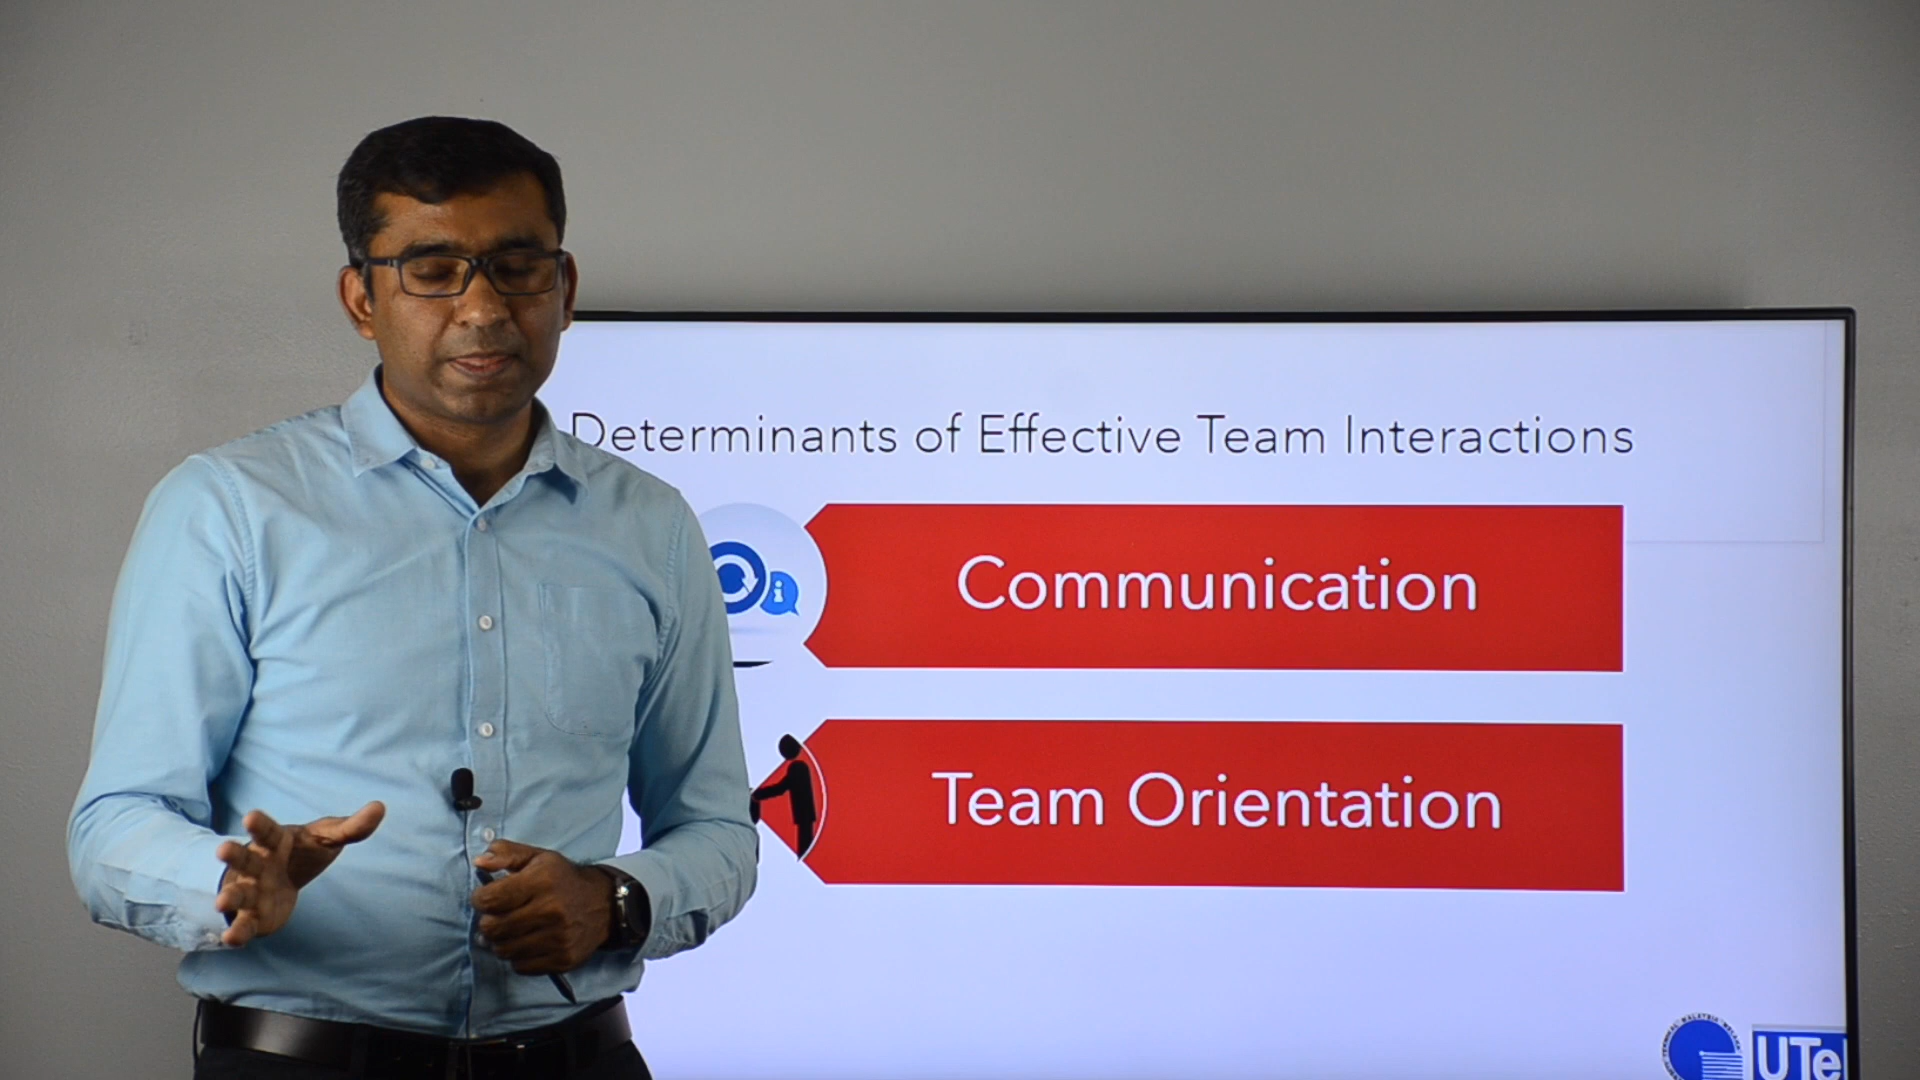 Determinants of Effective Team Interactions
i
Communication
Team Orientation
UTe